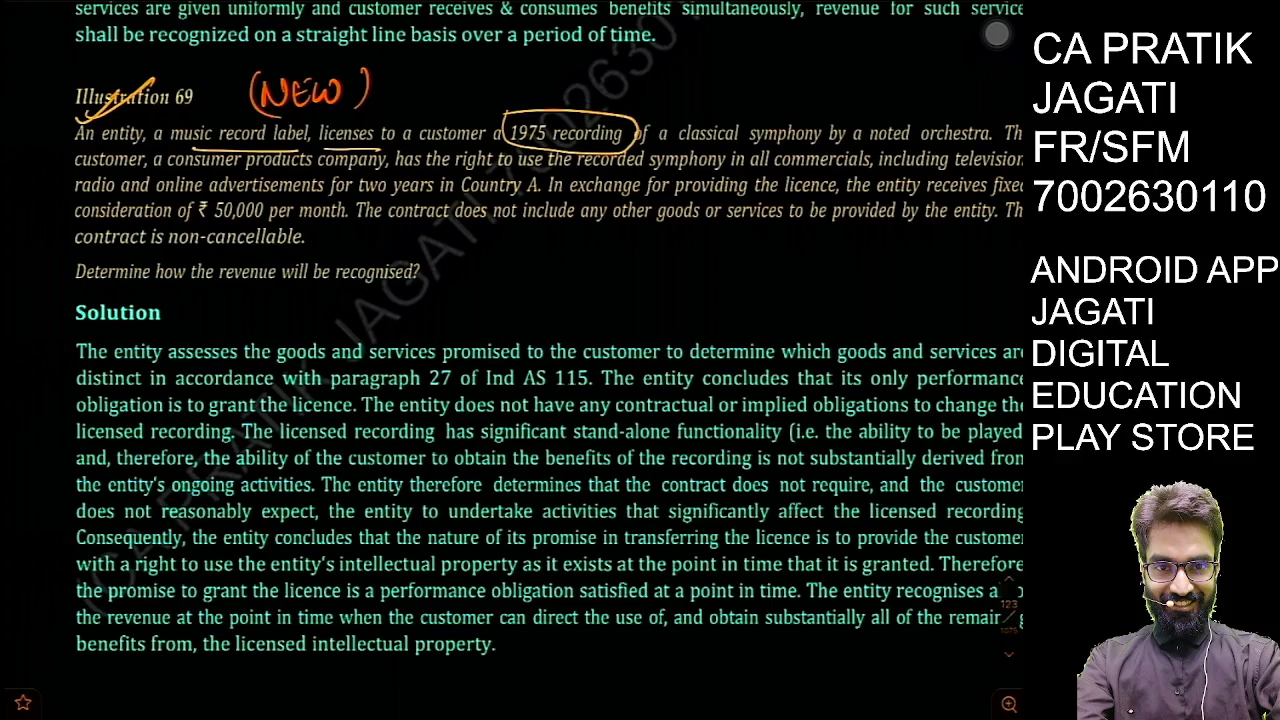 services are given uniformly and customer receives & consumes benefits simultaneously, revenue for such service
shall be recognized on a straight line basis over a period of time.
Illustration 69 (NEW)
An entity, a music record label, licenses to a customer a 1975 recording of a classical symphony by a noted orchestra. Th
customer, a consumer products company, has the right to use the recorded symphony in all commercials, including television
radio and online advertisements for two years in Country A. In exchange for providing the licence, the entity receives fixed
consideration of ₹ 50,000 per month. The contract does not include any other goods or services to be provided by the entity. Th
contract is non-cancellable.
Determine how the revenue will be recognised?
Solution
The entity assesses the goods and services promised to the customer to determine which goods and services are
distinct in accordance with paragraph 27 of Ind AS 115. The entity concludes that its only performance
obligation is to grant the licence. The entity does not have any contractual or implied obligations to change the
licensed recording. The licensed recording has significant stand-alone functionality (i.e. the ability to be played
and, therefore, the ability of the customer to obtain the benefits of the recording is not substantially derived from
the entity's ongoing activities. The entity therefore determines that the contract does not require, and the customer
does not reasonably expect, the entity to undertake activities that significantly affect the licensed recording
Consequently, the entity concludes that the nature of its promise in transferring the licence is to provide the customer
with a right to use the entity's intellectual property as it exists at the point in time that it is granted. Therefore
the promise to grant the licence is a performance obligation satisfied at a point in time. The entity recognises a
the revenue at the point in time when the customer can direct the use of, and obtain substantially all of the remain g
benefits from, the licensed intellectual property.
123
1075
CA PRATIK
JAGATI
FR/SFM
7002630110
ANDROID APP
JAGATI
DIGITAL
EDUCATION
PLAY STORE
(CA PRATIK JAGATI 700263011